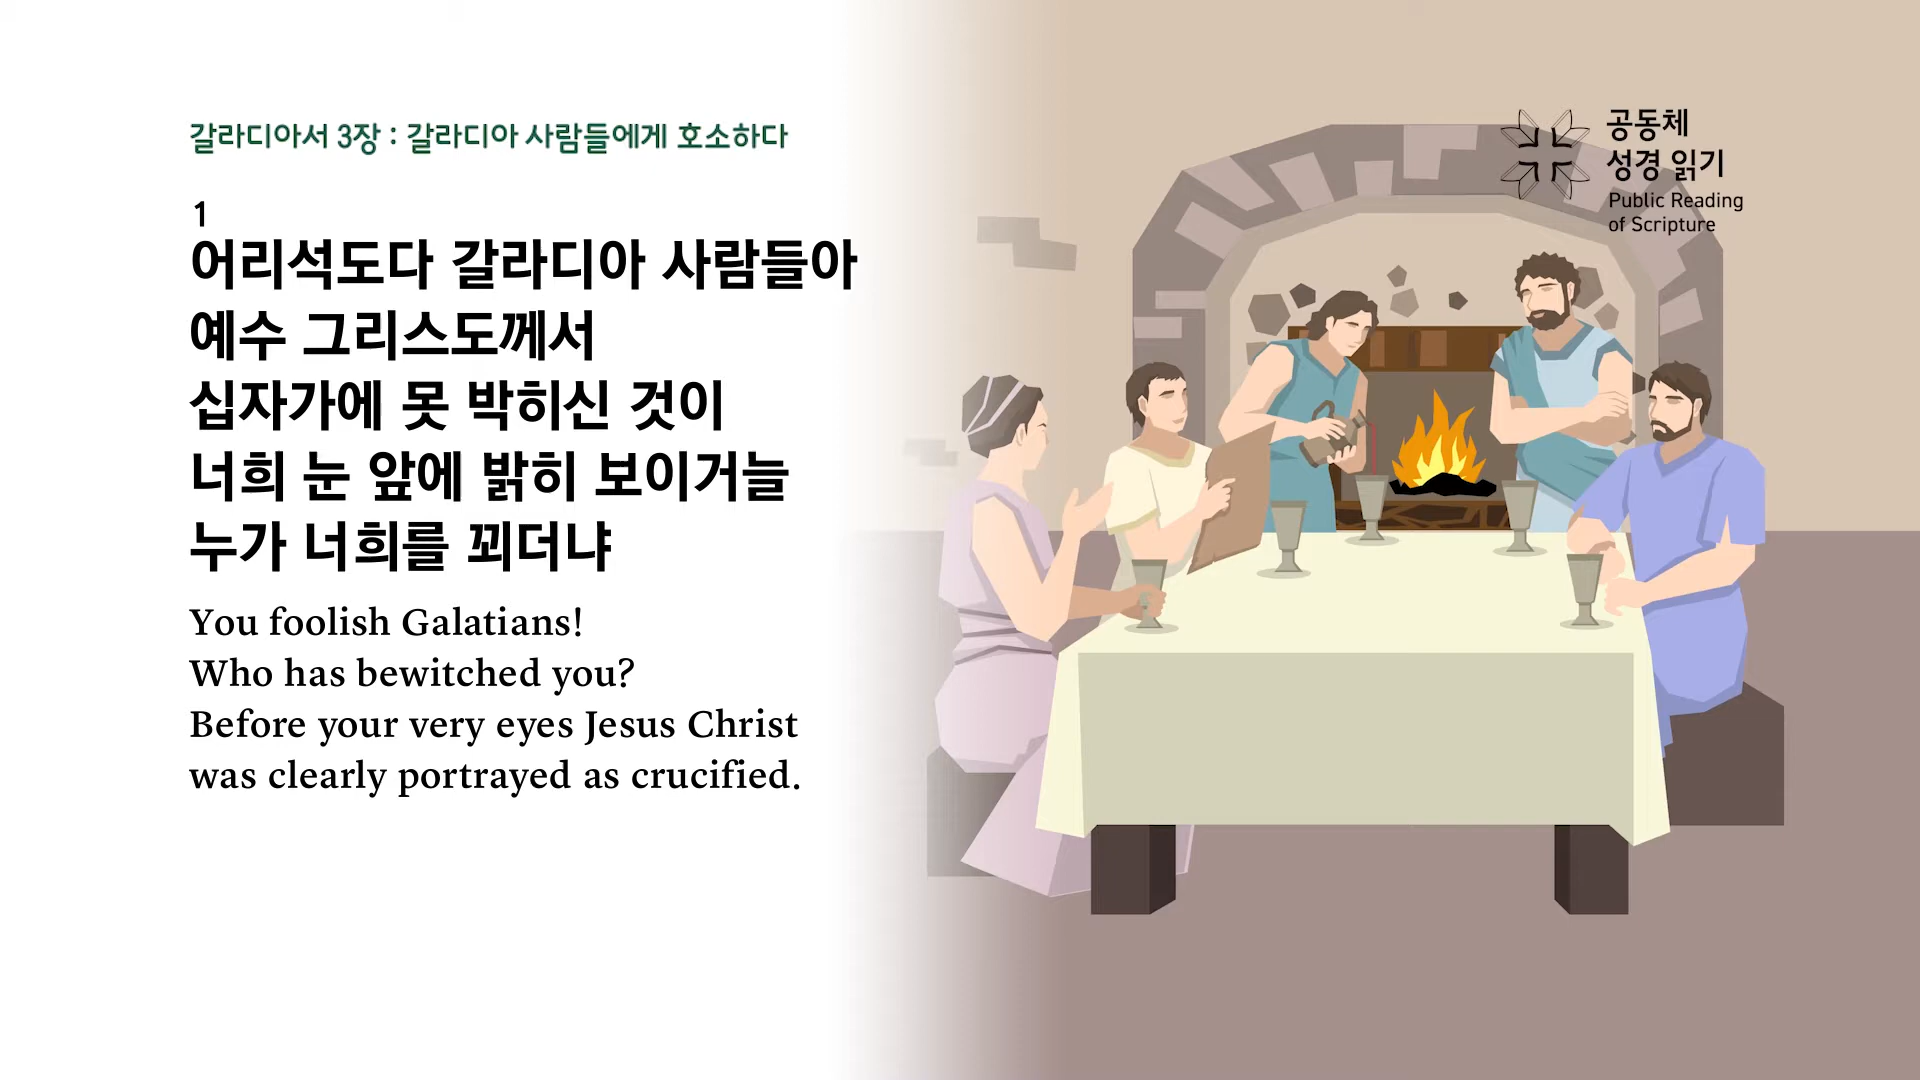 갈라디아서 3장 : 갈라디아 사람들에게 호소하다
1
어리석도다 갈라디아 사람들아
예수 그리스도께서
십자가에 못 박히신 것이
너희 눈 앞에 밝히 보이거늘
누가 너희를 꾀더냐
You foolish Galatians!
Who has bewitched you?
Before your very eyes Jesus Christ
was clearly portrayed as crucified.
공동체
성경 읽기
Public Reading
of Scripture